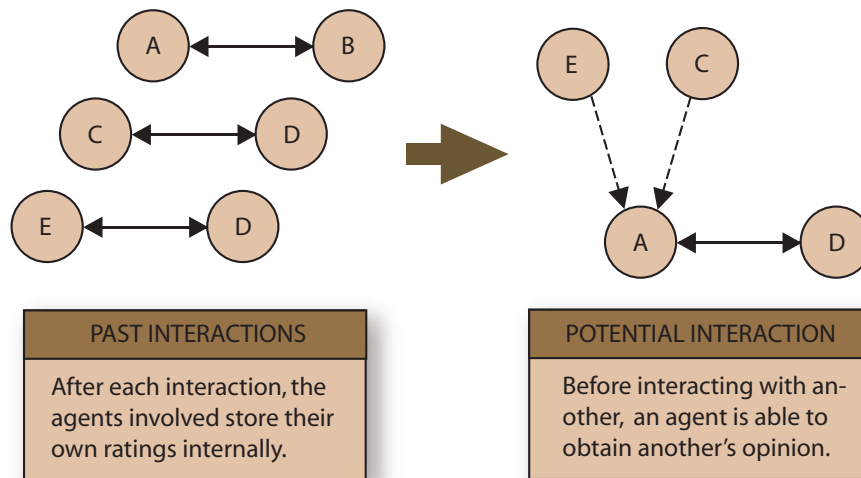 A B
C D
E D
E C
A D
PAST INTERACTIONS
After each interaction, the
agents involved store their
own ratings internally.
POTENTIAL INTERACTION
Before interacting with an-
other, an agent is able to
obtain another’s opinion.